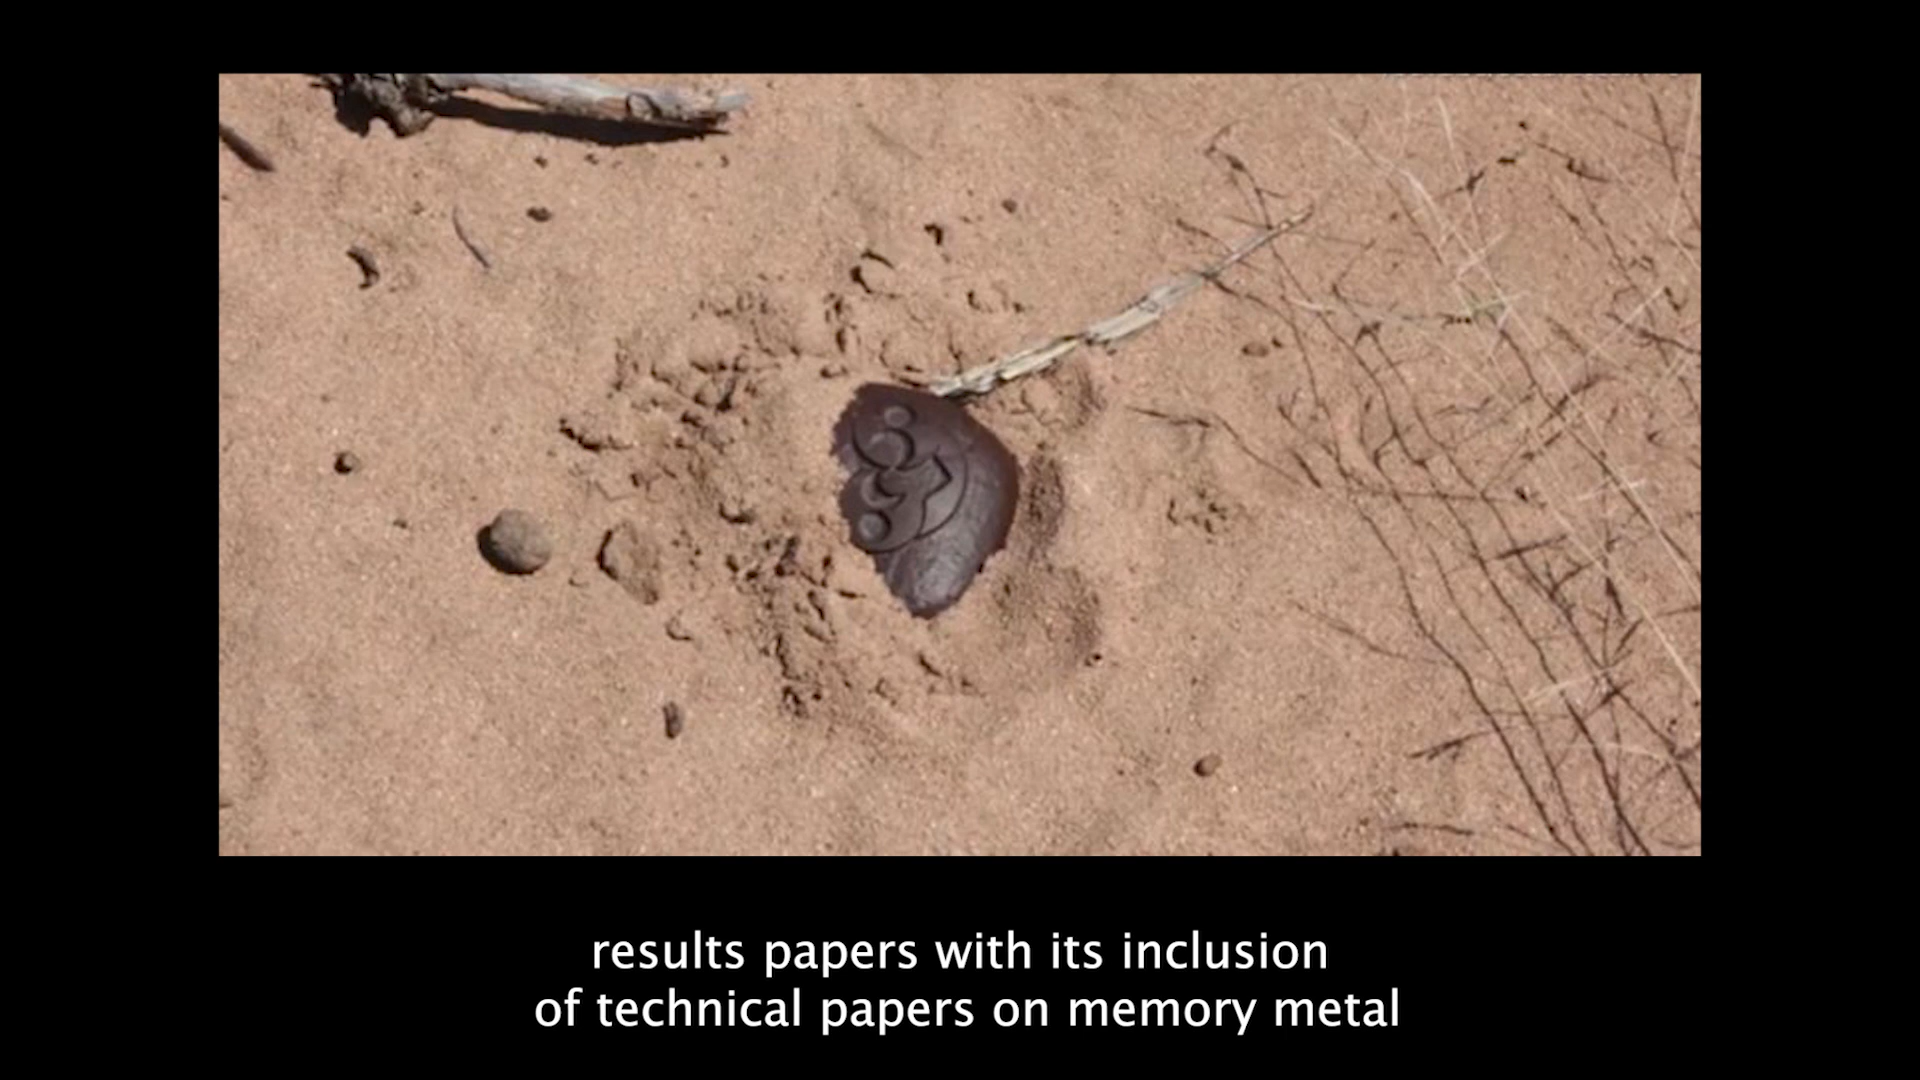 results papers with its inclusion
of technical papers on memory metal